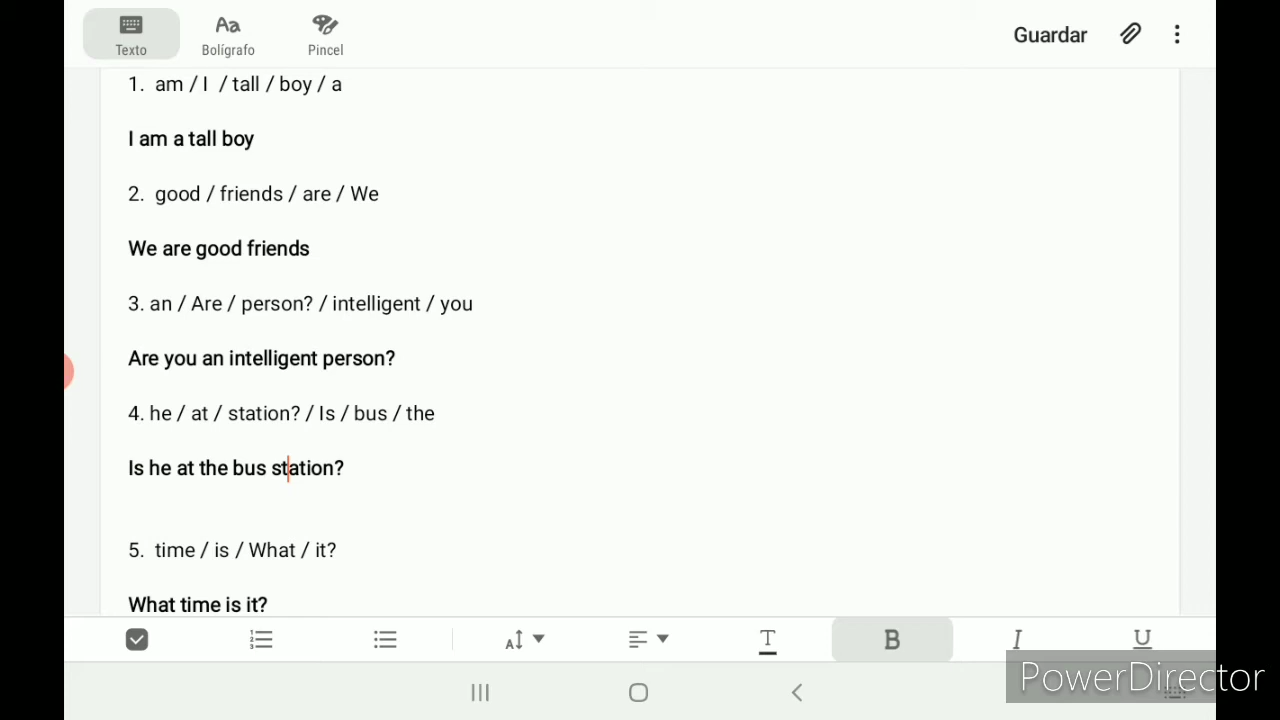 Texto
Aa
Bolígrafo
Pincel
Guardar
1. am / I / tall / boy / a
I am a tall boy
2. good / friends / are / We
We are good friends
3. an / Are / person? / intelligent / you
Are you an intelligent person?
4. he / at / station? / Is / bus / the
Is he at the bus station?
5. time / is / What / it?
What time is it?
A T B I U
PowerDirector